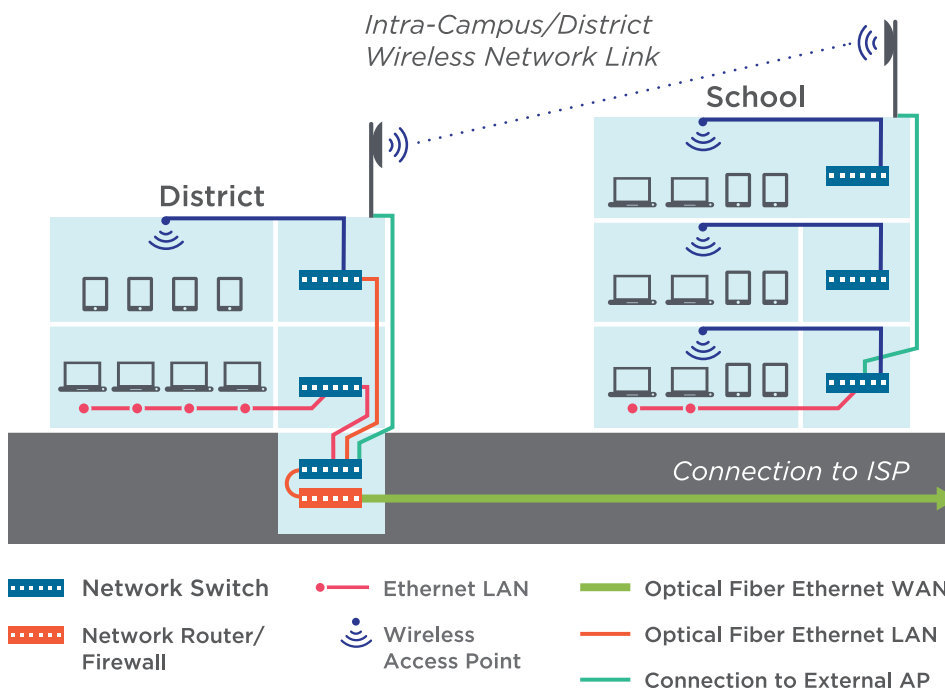 Intra-Campus/District
Wireless Network Link
School
District
Connection to ISP
Network Switch
Network Router/
Firewall
Ethernet LAN
Wireless
Access Point
Optical Fiber Ethernet WAN
Optical Fiber Ethernet LAN
Connection to External AP